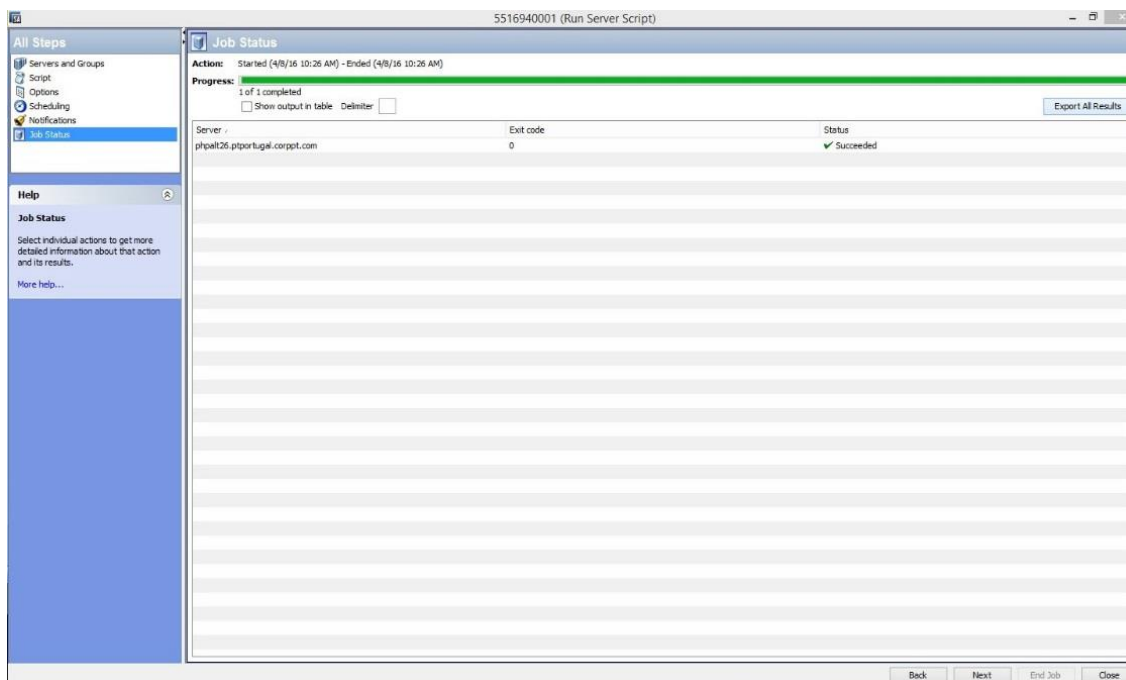 5516940001 (Run Server Script)
All Steps
Servers and Groups
Script
Options
Scheduling
Notifications
Job Status
Help
Job Status
Select individual actions to get more
detailed information about that action
and its results.
More help...
Job Status
Action: Started (4/8/16 10:26 AM) - Ended (4/8/16 10:26 AM)
Progress:
1 of 1 completed
Show output in table Delimiter
Export All Results
Server Exit code Status
phpalt26.ptportugal.corppt.com 0 Succeeded
Back Next End Job Close